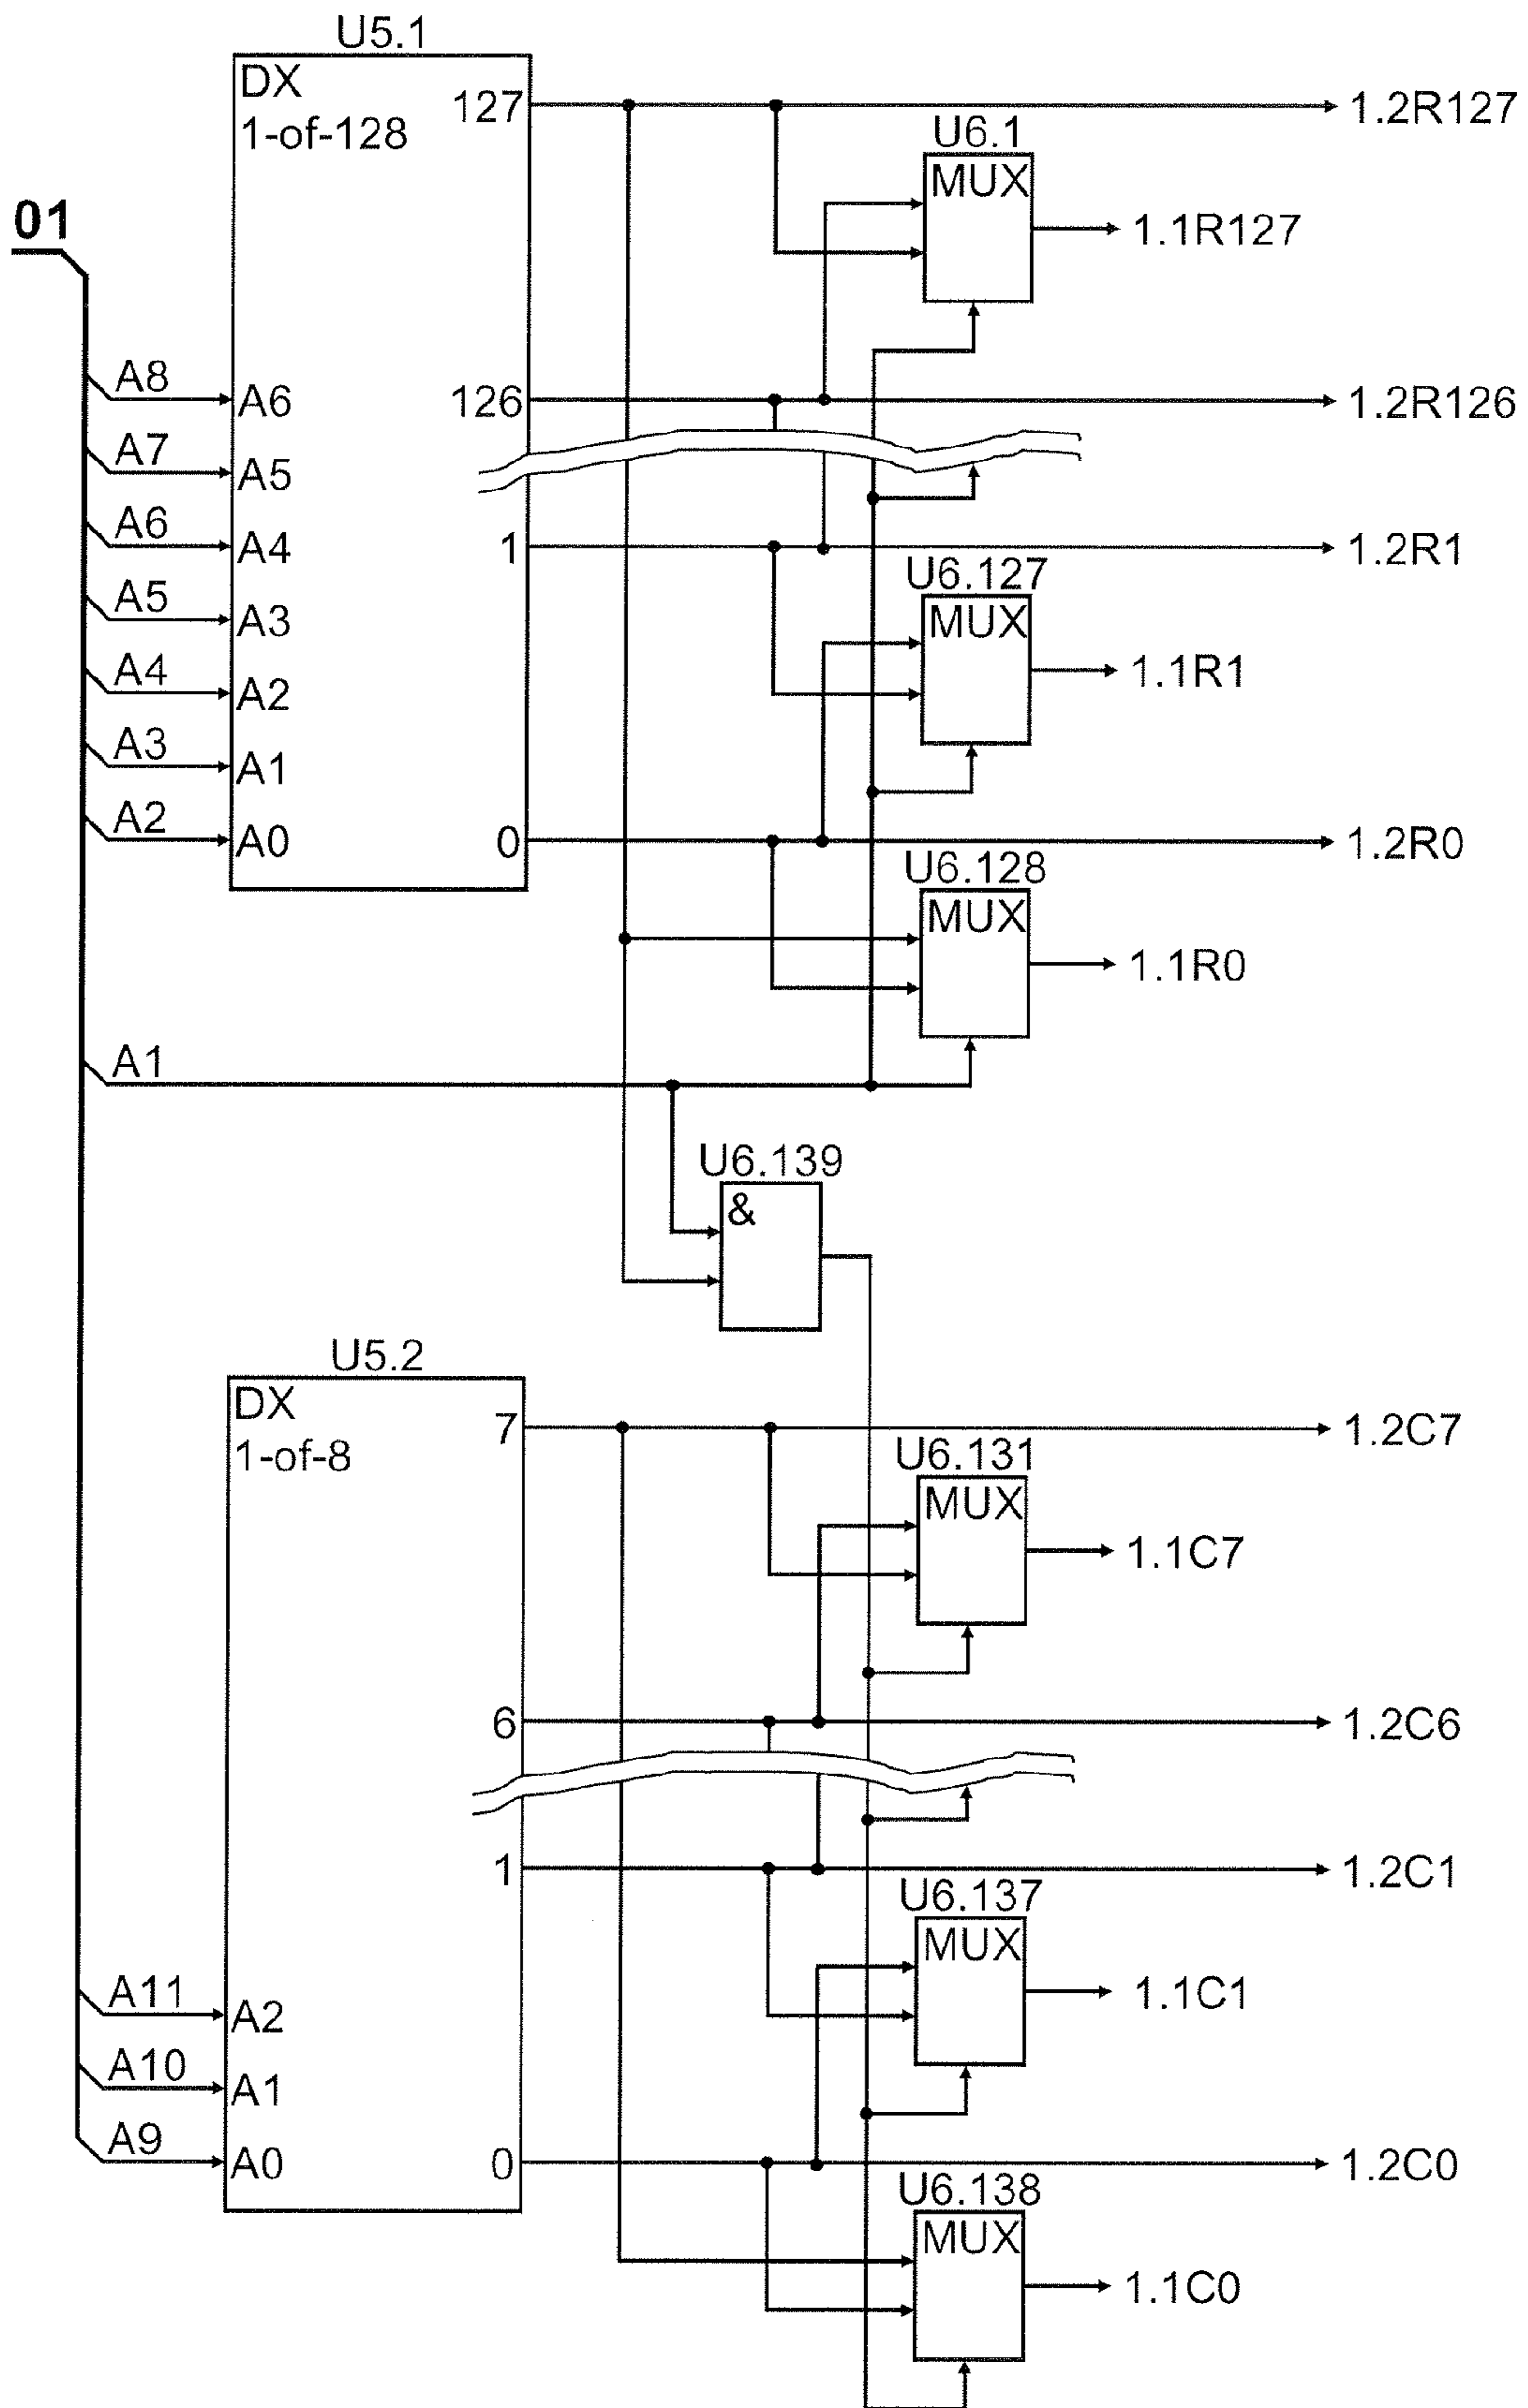 U5.1
DX
1-of-128
127
1.2R127
U6.1
MUX
1.1R127
01
A8
A6
126
1.2R126
A7
A5
A6
A4
1
1.2R1
U6.127
A5
A3
MUX
A4
A2
1.1R1
A3
A1
A2
A0
0
1.2R0
U6.128
MUX
1.1R0
A1
U6.139
&
U5.2
DX
1-of-8
7
1.2C7
U6.131
MUX
1.1C7
6
1.2C6
1
1.2C1
U6.137
MUX
1.1C1
A11
A2
A10
A1
A9
A0
0
1.2C0
U6.138
MUX
1.1C0